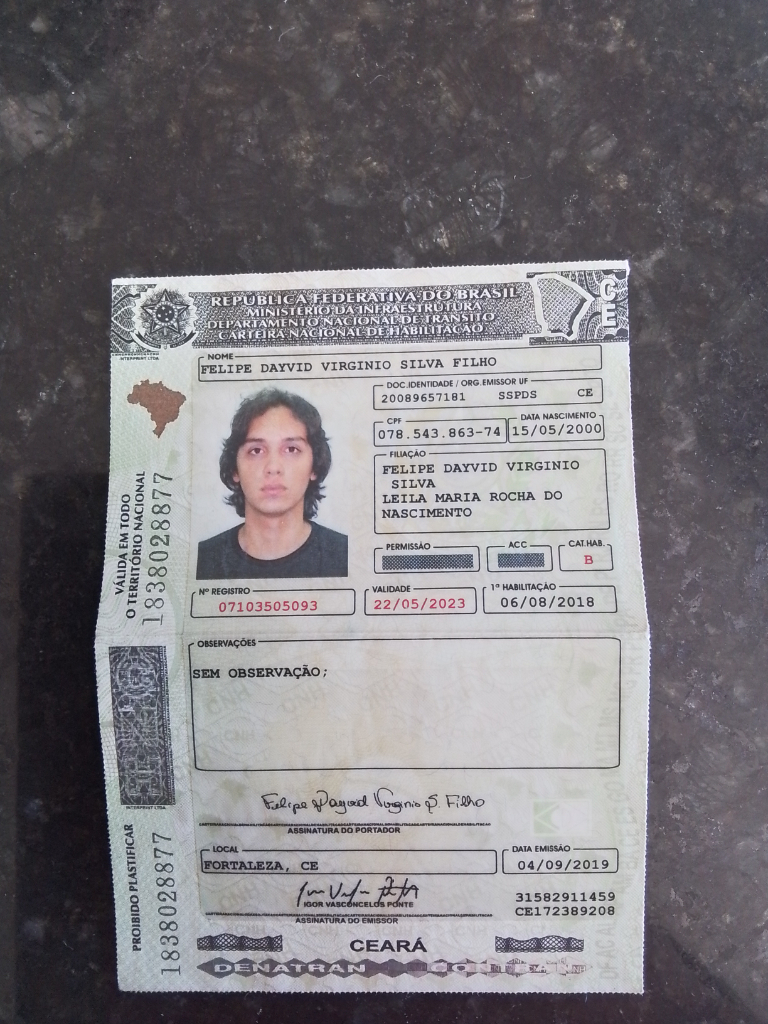 REPÚBLICA FEDERATIVA DO BRASIL
MINISTÉRIO DA INFRAESTRUTURA
DEPARTAMENTO NACIONAL DE TRÂNSITO
CARTEIRA NACIONAL DE HABILITAÇÃO
CE
INTERPRINT LTDA.
NOME
FELIPE DAYVID VIRGINIO SILVA FILHO
DOC. IDENTIDADE / ORG. EMISSOR UF
20089657181 SSPDS CE
CPF
078.543.863-74
DATA NASCIMENTO
15/05/2000
FILIAÇÃO
FELIPE DAYVID VIRGINIO
SILVA
LEILA MARIA ROCHA DO
NASCIMENTO
PERMISSÃO
ACC
CAT. HAB.
B
Nº REGISTRO
07103505093
VALIDADE
22/05/2023
1ª HABILITAÇÃO
06/08/2018
VÁLIDA EM TODO
O TERRITÓRIO NACIONAL
1838028877
OBSERVAÇÕES
SEM OBSERVAÇÃO;
INTERPRINT LTDA.
Felipe Dayvid Virginio S. Filho
ASSINATURA DO PORTADOR
LOCAL
FORTALEZA, CE
DATA EMISSÃO
04/09/2019
IGOR VASCONCELOS PONTE
ASSINATURA DO EMISSOR
31582911459
CE172389208
PROIBIDO PLASTIFICAR
1838028877
CEARÁ
DENATRAN CONTRAN